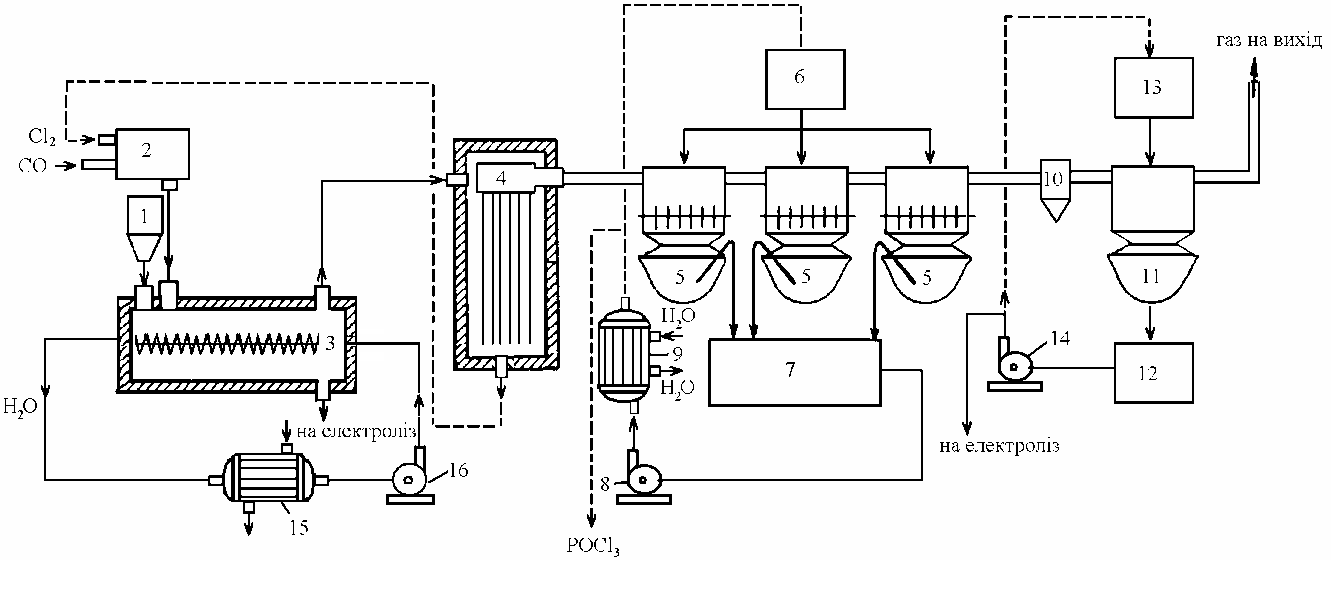 газ на вихід
6
13
Cl2
2
CO
4
10
1
5
5
5
11
H2O
3
9
7
14
12
H2O
H2O
на електроліз
на електроліз
16
8
15
POCl3